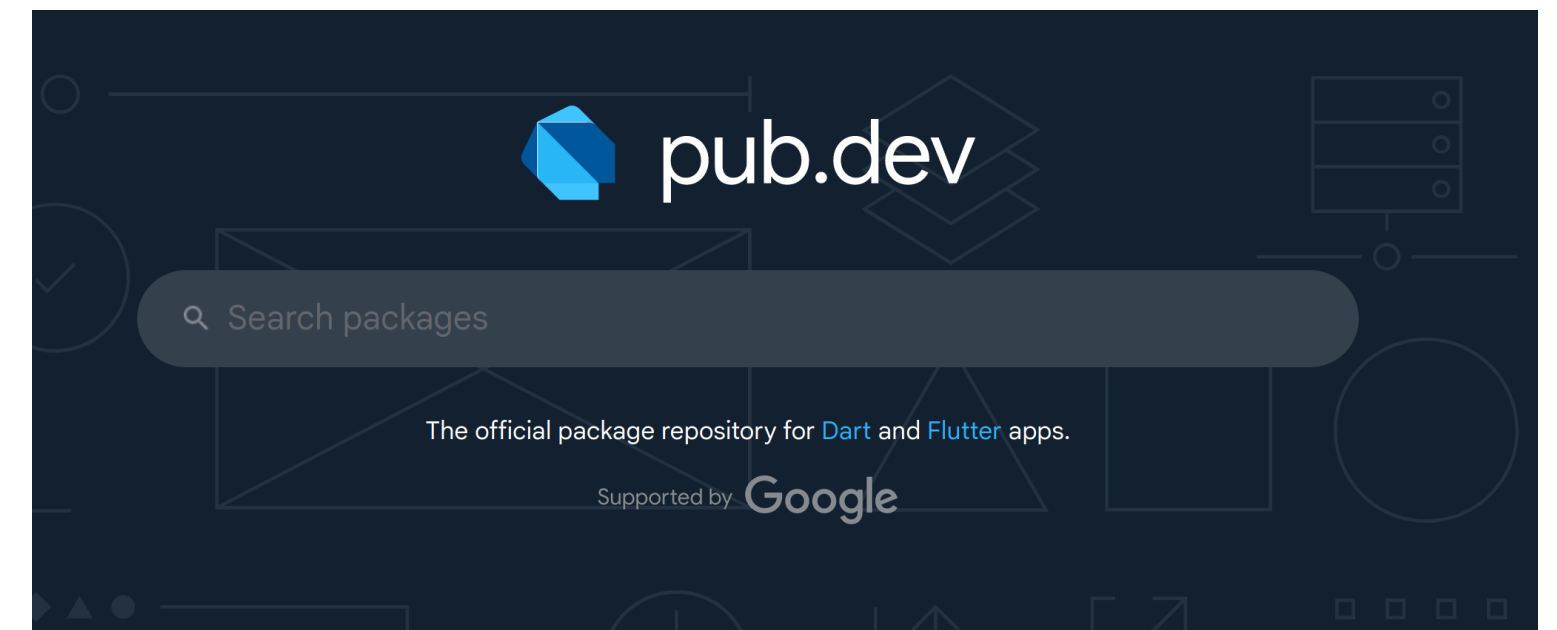 pub.dev
Search packages
The official package repository for Dart and Flutter apps.
Supported by Google